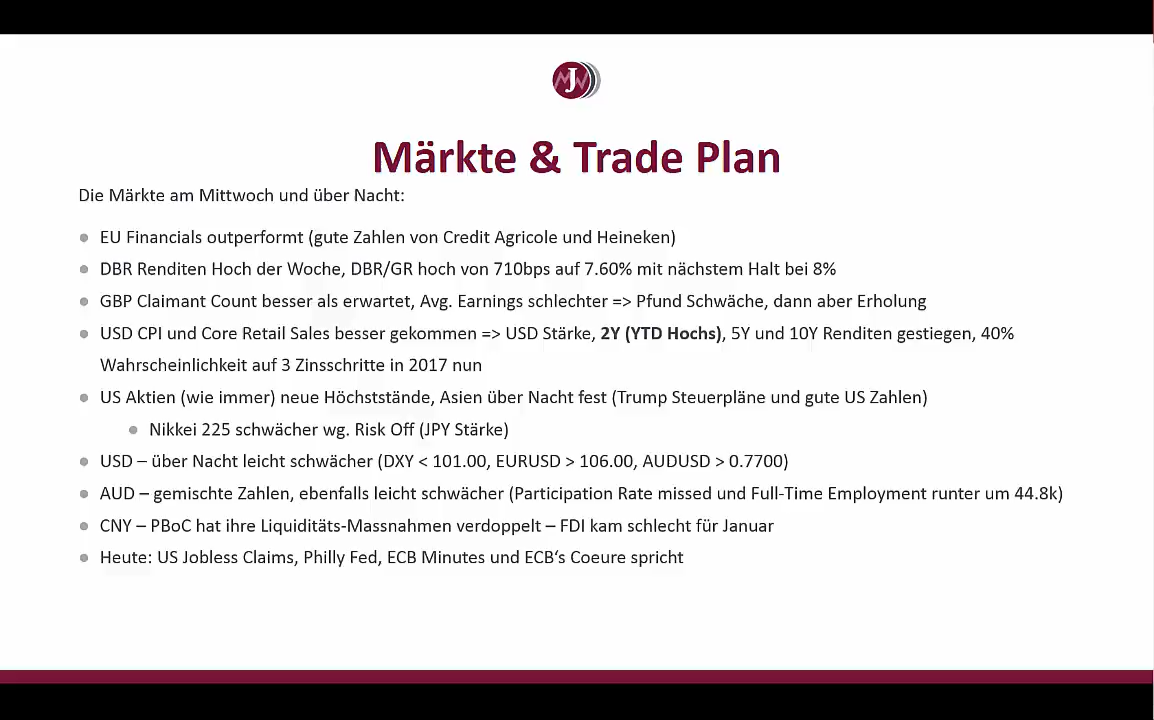 J
Märkte & Trade Plan
Die Märkte am Mittwoch und über Nacht:
EU Financials outperformt (gute Zahlen von Credit Agricole und Heineken)
DBR Renditen Hoch der Woche, DBR/GR hoch von 710bps auf 7.60% mit nächstem Halt bei 8%
GBP Claimant Count besser als erwartet, Avg. Earnings schlechter => Pfund Schwäche, dann aber Erholung
USD CPI und Core Retail Sales besser gekommen => USD Stärke, 2Y (YTD Hochs), 5Y und 10Y Renditen gestiegen, 40%
Wahrscheinlichkeit auf 3 Zinsschritte in 2017 nun
US Aktien (wie immer) neue Höchststände, Asien über Nacht fest (Trump Steuerpläne und gute US Zahlen)
Nikkei 225 schwächer wg. Risk Off (JPY Stärke)
USD – über Nacht leicht schwächer (DXY < 101.00, EURUSD > 106.00, AUDUSD > 0.7700)
AUD – gemischte Zahlen, ebenfalls leicht schwächer (Participation Rate missed und Full-Time Employment runter um 44.8k)
CNY – PBoC hat ihre Liquiditäts-Massnahmen verdoppelt – FDI kam schlecht für Januar
Heute: US Jobless Claims, Philly Fed, ECB Minutes und ECB‘s Coeure spricht